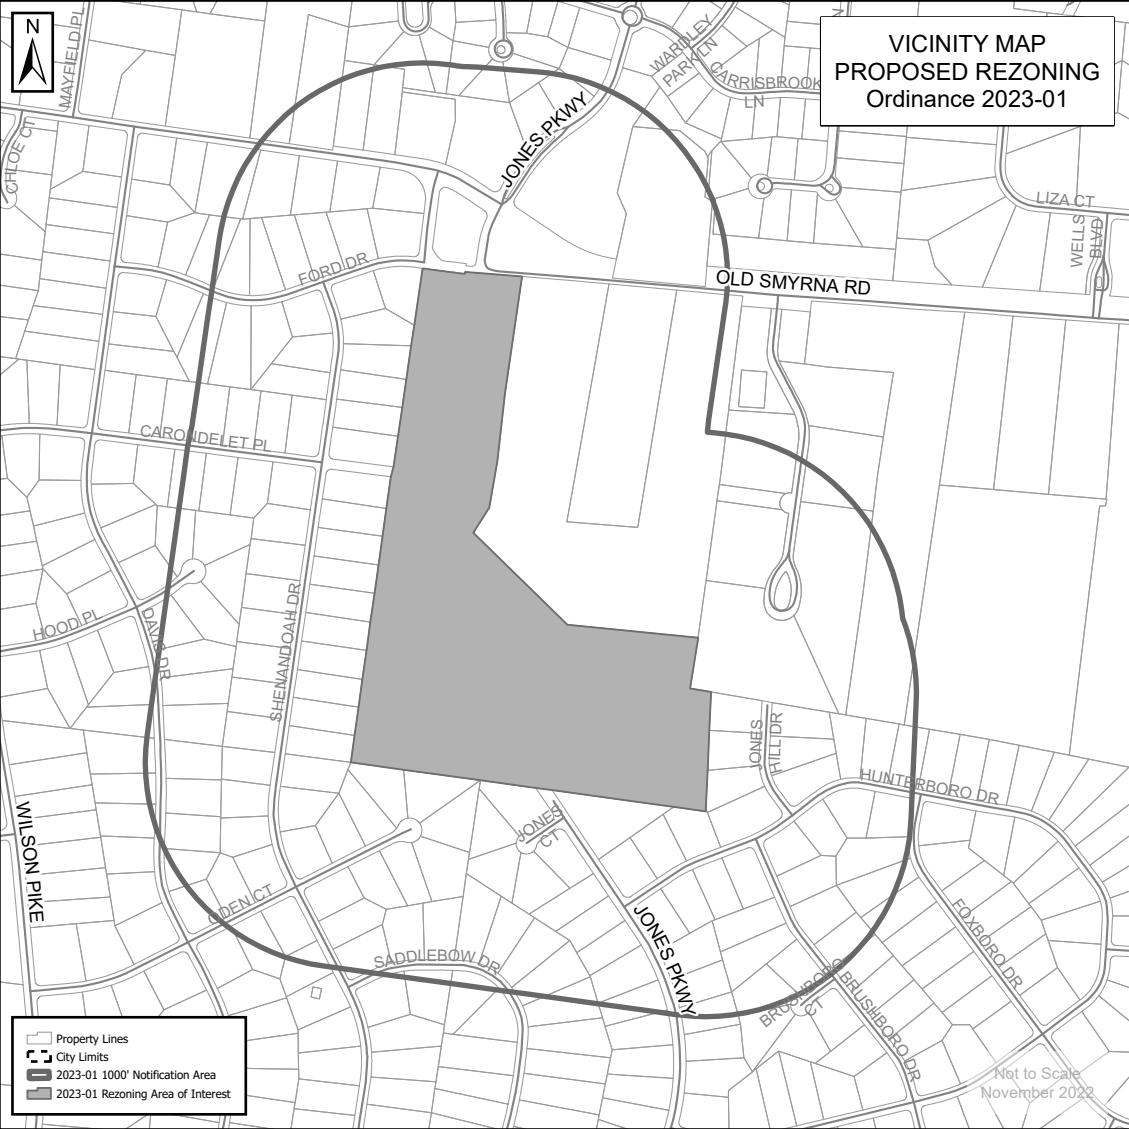 N
VICINITY MAP
PROPOSED REZONING
Ordinance 2023-01
MAYFIELD PL
CHLOE CT
WARDLEY
PARK LN
CARRISBROOK
LN
N
JONES PKWY
LIZA CT
WELLS
BLVD
FORD DR
OLD SMYRNA RD
CARONDELET PL
HOOD PL
DAVIS DR
SHENANDOAH DR
JONES
HILL DR
HUNTERBORO DR
WILSON PIKE
JONES
CT
ODEN CT
SADDLEBOW DR
JONES PKWY
FOXBORO DR
BRUSHBORO
CT
BRUSHBORO DR
Property Lines
City Limits
2023-01 1000' Notification Area
2023-01 Rezoning Area of Interest
Not to Scale
November 2022